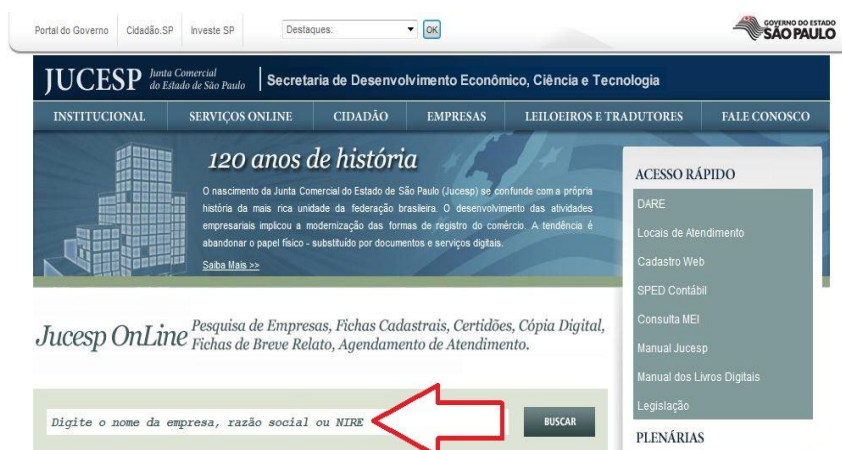 Portal do Governo Cidadão.SP Investe SP Destaques: OK GOVERNO DO ESTADO
SÃO PAULO
JUCESP Junta Comercial
do Estado de São Paulo
Secretaria de Desenvolvimento Econômico, Ciência e Tecnologia
INSTITUCIONAL SERVIÇOS ONLINE CIDADÃO EMPRESAS LEILOEIROS E TRADUTORES FALE CONOSCO
120 anos de história
O nascimento da Junta Comercial do Estado de São Paulo (Jucesp) se confunde com a própria
história da mais rica unidade da federação brasileira. O desenvolvimento das atividades
empresariais implicou a modernização das formas de registro do comércio. A tendência é
abandonar o papel físico - substituído por documentos e serviços digitais.
Saiba Mais >>
ACESSO RÁPIDO
DARE
Locais de Atendimento
Cadastro Web
SPED Contábil
Consulta MEI
Manual Jucesp
Manual dos Livros Digitais
Legislação
PLENÁRIAS
Jucesp OnLine
Pesquisa de Empresas, Fichas Cadastrais, Certidões, Cópia Digital,
Fichas de Breve Relato, Agendamento de Atendimento.
Digite o nome da empresa, razão social ou NIRE
BUSCAR